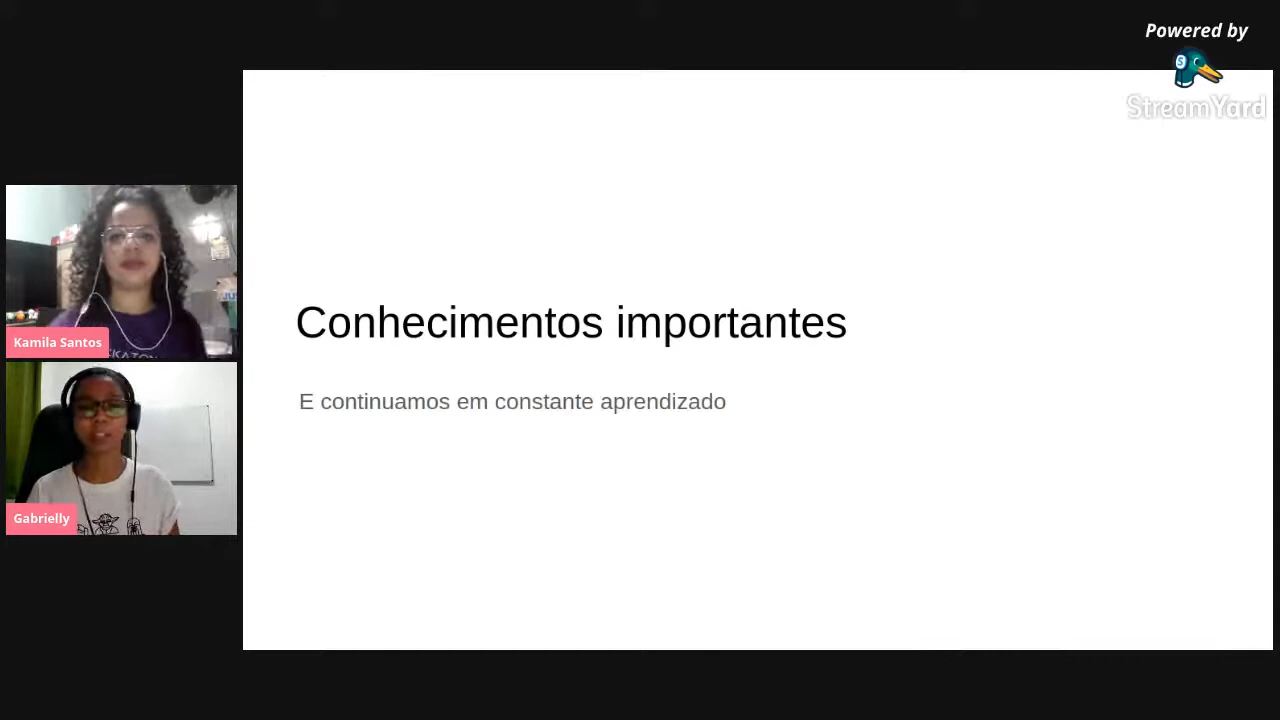 Powered by
StreamYard
Conhecimentos importantes
E continuamos em constante aprendizado
Kamila Santos
Gabrielly